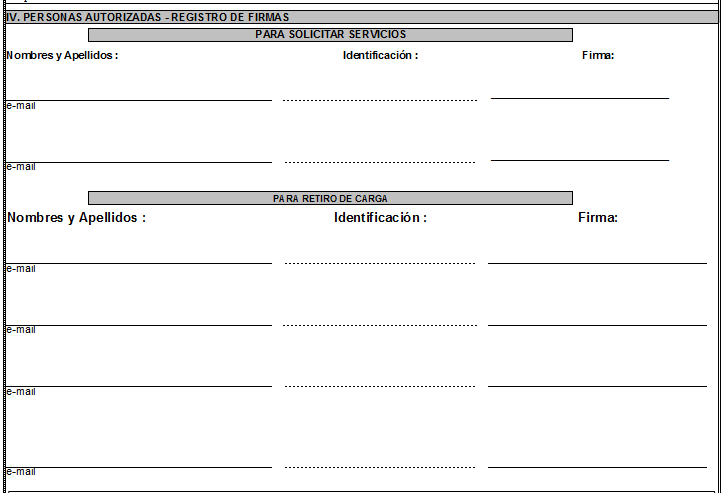 IV. PERSONAS AUTORIZADAS - REGISTRO DE FIRMAS
PARA SOLICITAR SERVICIOS
Nombres y Apellidos : Identificación : Firma:
e-mail
e-mail
PARA RETIRO DE CARGA
Nombres y Apellidos : Identificación : Firma:
e-mail
e-mail
e-mail
e-mail